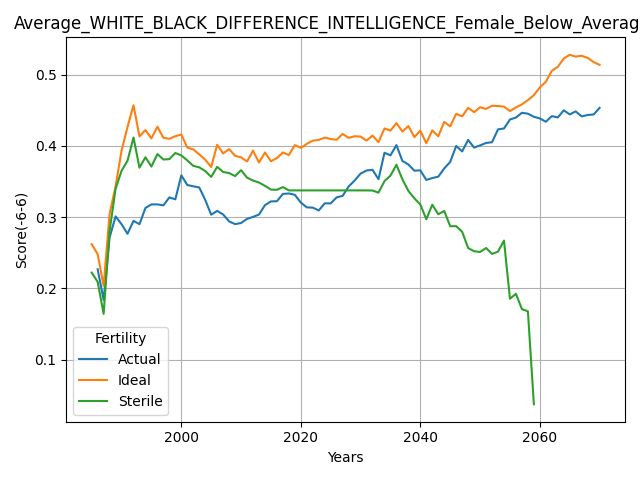 Average_WHITE_BLACK_DIFFERENCE_INTELLIGENCE_Female_Below_Averag
Score(-6-6)
0.5
0.4
0.3
0.2
0.1
Fertility
Actual
Ideal
Sterile
2000 2020 2040 2060
Years